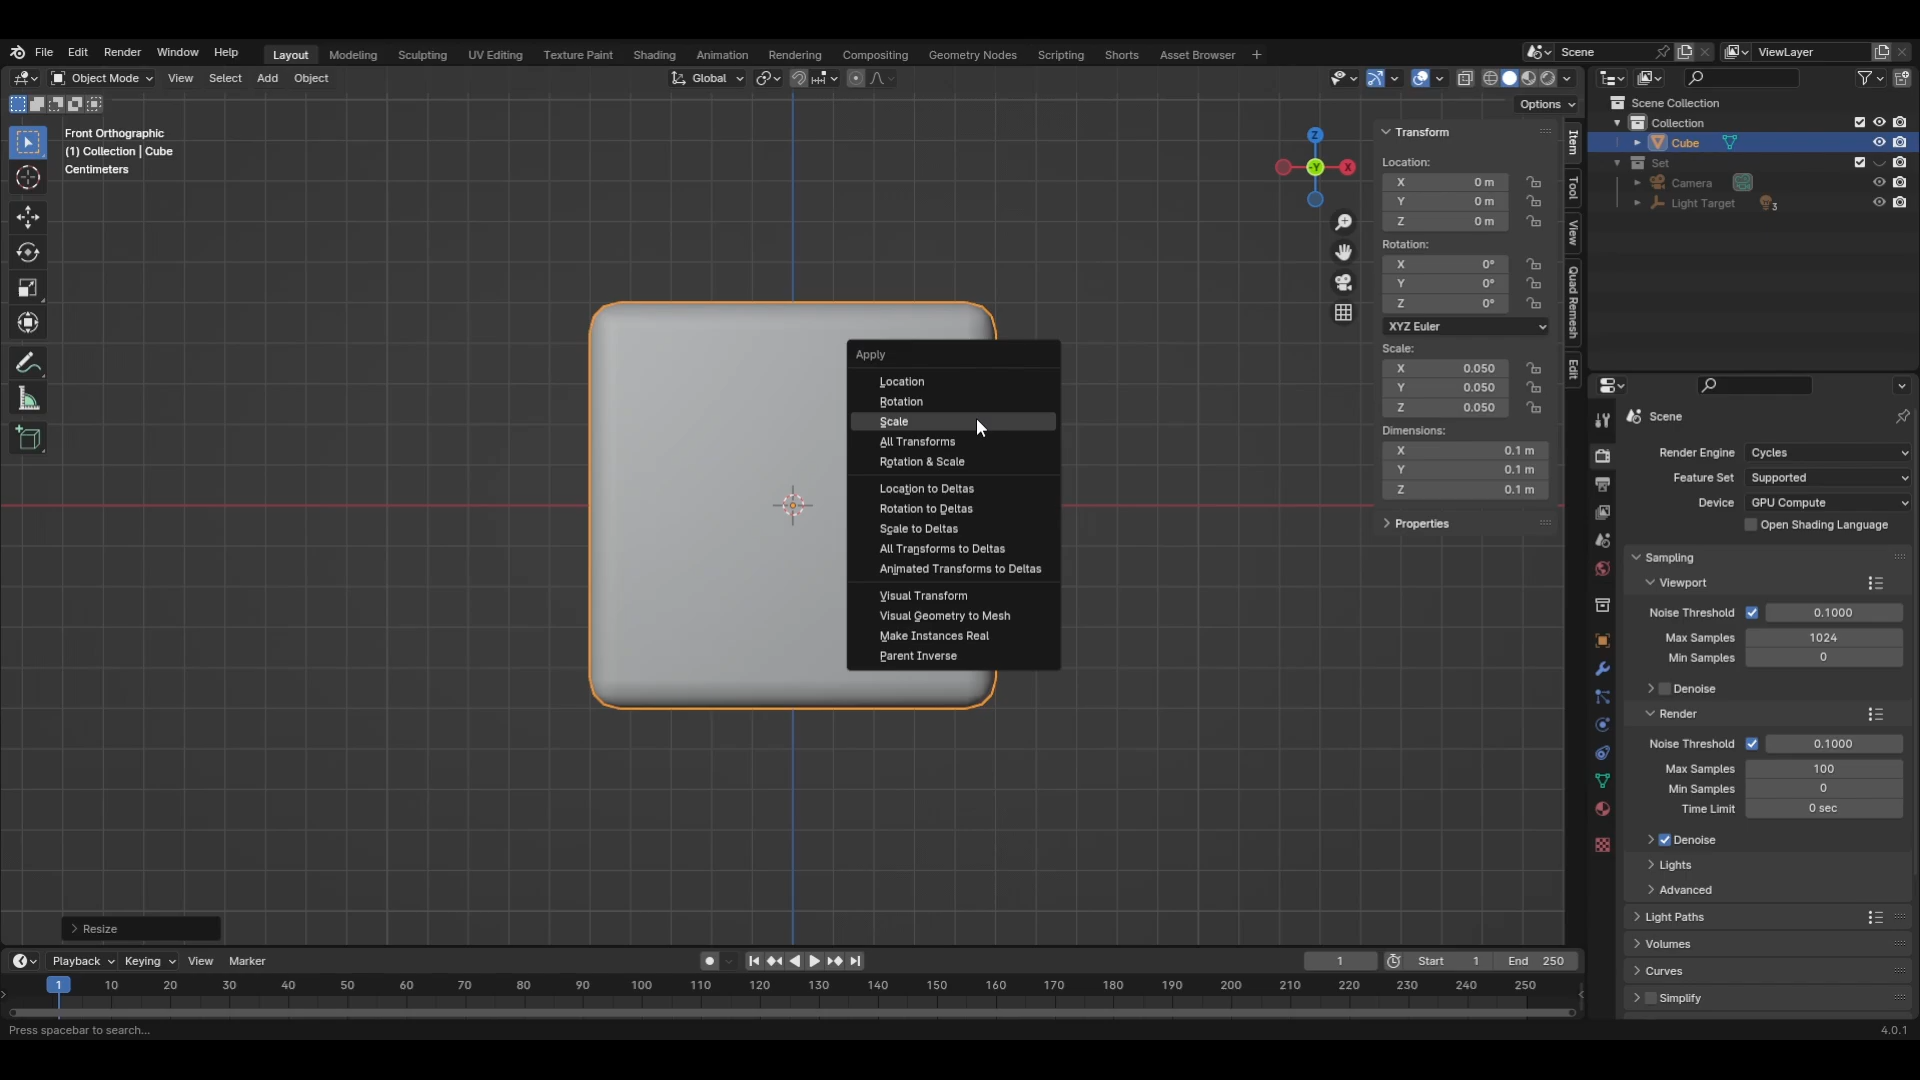 File Edit Render Window Help Layout Modeling Sculpting UV Editing Texture Paint Shading Animation Rendering Compositing Geometry Nodes Scripting Shorts Asset Browser + Scene ViewLayer
Object Mode View Select Add Object Global
Options
Front Orthographic
(1) Collection | Cube
Centimeters
Z
-Y X
Apply
Location
Rotation
Scale
All Transforms
Rotation & Scale
Location to Deltas
Rotation to Deltas
Scale to Deltas
All Transforms to Deltas
Animated Transforms to Deltas
Visual Transform
Visual Geometry to Mesh
Make Instances Real
Parent Inverse
Transform
Location:
X 0 m
Y 0 m
Z 0 m
Rotation:
X 0°
Y 0°
Z 0°
XYZ Euler
Scale:
X 0.050
Y 0.050
Z 0.050
Dimensions:
X 0.1 m
Y 0.1 m
Z 0.1 m
Properties
Item
Tool
View
Quad Remesh
Edit
Scene Collection
Collection
Cube
Set
Camera
Light Target 3
Scene
Render Engine Cycles
Feature Set Supported
Device GPU Compute
Open Shading Language
Sampling
Viewport
Noise Threshold 0.1000
Max Samples 1024
Min Samples 0
Denoise
Render
Noise Threshold 0.1000
Max Samples 100
Min Samples 0
Time Limit 0 sec
Denoise
Lights
Advanced
Light Paths
Volumes
Curves
Simplify
Resize
Playback Keying View Marker 1 Start 1 End 250
1 10 20 30 40 50 60 70 80 90 100 110 120 130 140 150 160 170 180 190 200 210 220 230 240 250
Press spacebar to search... 4.0.1